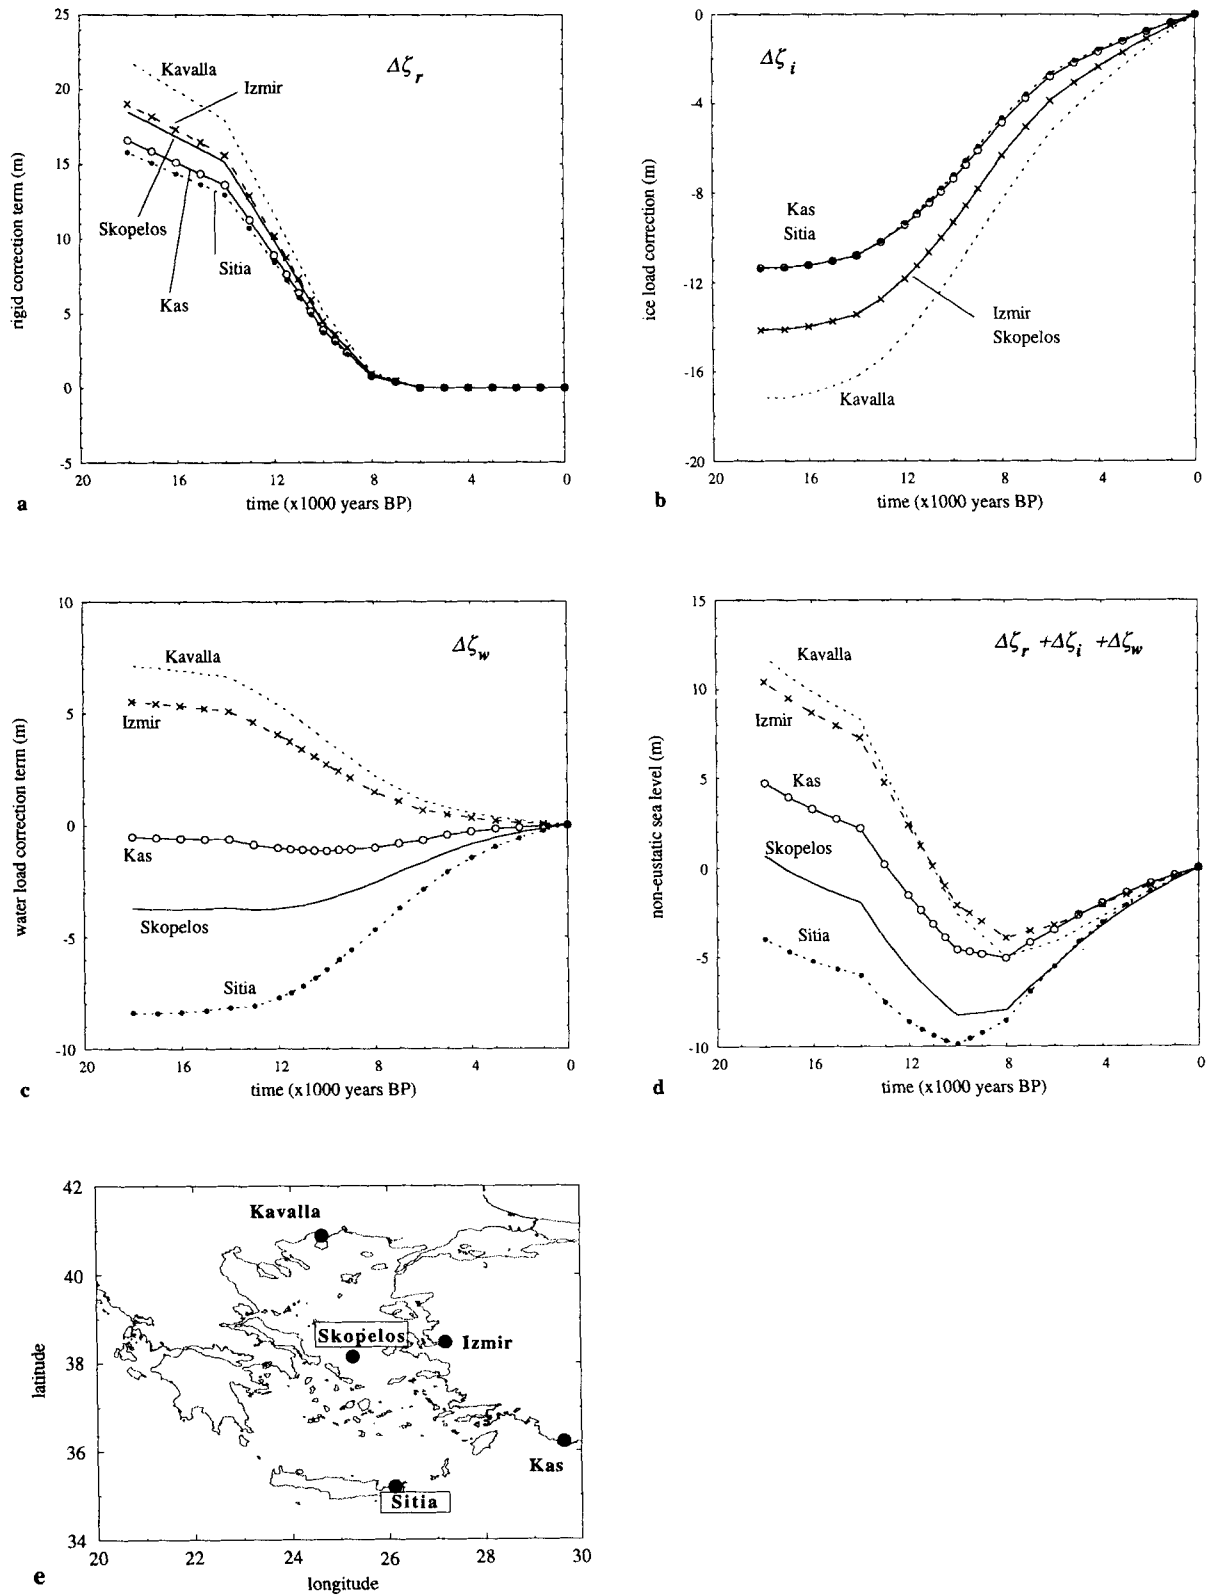 25
20
15
10
5
0
-5
rigid correction term (m)
Δζr
Kavalla
Izmir
Skopelos
Sitia
Kas
20
16
12
8
4
0
time (x1000 years BP)
a
0
-4
-8
-12
-16
-20
ice load correction (m)
Δζi
Kas
Sitia
Izmir
Skopelos
Kavalla
20
16
12
8
4
0
time (x1000 years BP)
b
10
5
0
-5
-10
water load correction term (m)
Δζw
Kavalla
Izmir
Kas
Skopelos
Sitia
20
16
12
8
4
0
time (x1000 years BP)
c
15
10
5
0
-5
-10
non-eustatic sea level (m)
Δζr +Δζi +Δζw
Kavalla
Izmir
Kas
Skopelos
Sitia
20
16
12
8
4
0
time (x1000 years BP)
d
42
40
38
36
34
latitude
Kavalla
Skopelos
Izmir
Kas
Sitia
20
22
24
26
28
30
longitude
e